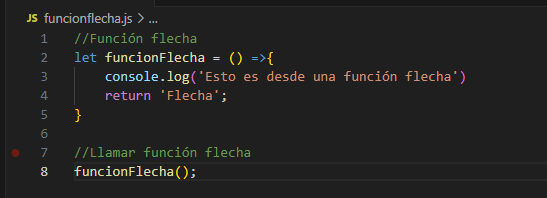 JS funcionflecha.js > ...
1 //Función flecha
2 let funcionFlecha = () =>{
3     console.log('Esto es desde una función flecha')
4     return 'Flecha';
5 }
6
7 //Llamar función flecha
8 funcionFlecha();